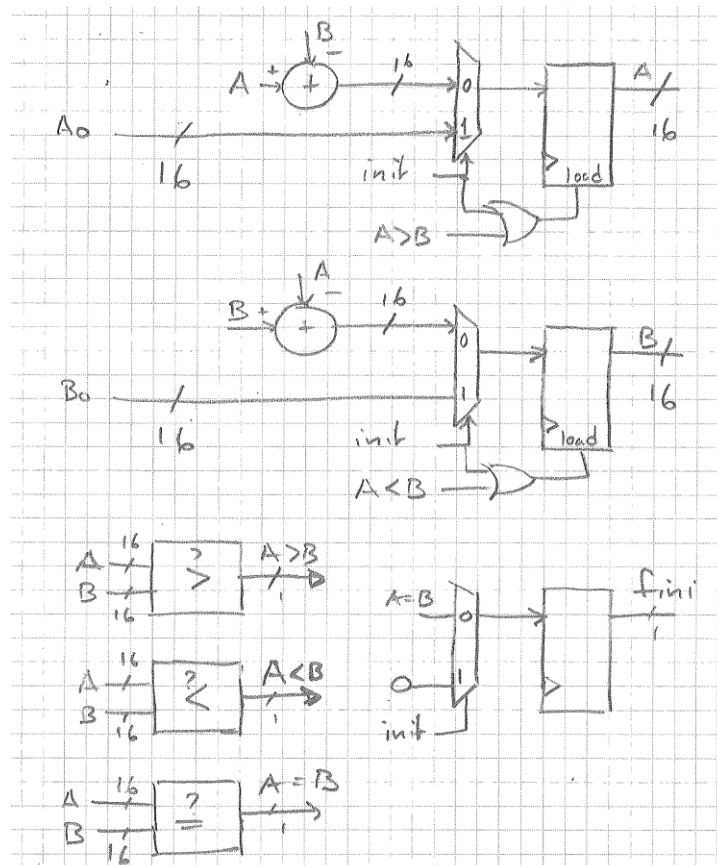 B
−
A + + 16 0 A
A₀ 1 16
16 init load
A>B
A
−
B + + 16 0 B
B₀ 1 16
16 init load
A<B
16 ? A>B
A > 1
B
16
A=B 0 fini
1
0 1
init
16 ? A<B
A < 1
B
16
16 ? A = B
A = 1
B
16